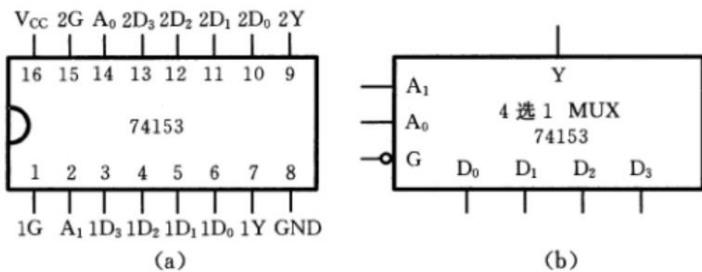 V_CC 2G A₀ 2D₃ 2D₂ 2D₁ 2D₀ 2Y
16 15 14 13 12 11 10 9
74153
1 2 3 4 5 6 7 8
1G A₁ 1D₃ 1D₂ 1D₁ 1D₀ 1Y GND
(a)
Y
A₁
4 选 1 MUX
A₀
74153
G
D₀ D₁ D₂ D₃
(b)